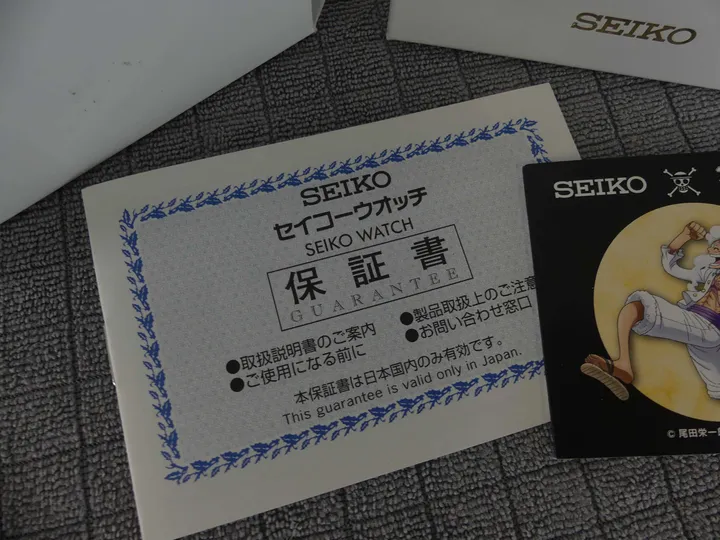 SEIKO
SEIKO
セイコーウオッチ
SEIKO WATCH
保証書
GUARANTEE
●取扱説明書のご案内
●ご使用になる前に
●製品取扱上のご注意
●お問い合わせ窓口
本保証書は日本国内のみ有効です。
This guarantee is valid only in Japan.
SEIKO
© 尾田栄一郎